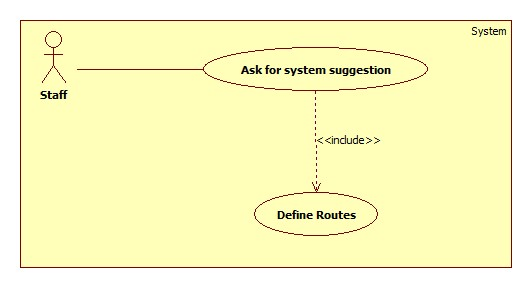 System
Staff
Ask for system suggestion
<<include>>
Define Routes